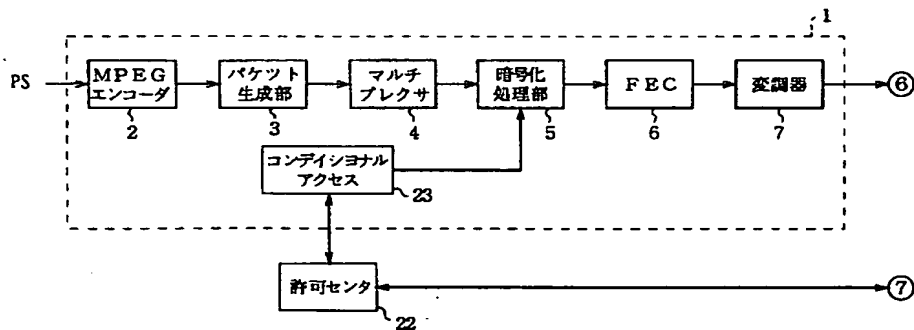 1
PS
MPEG
エンコーダ
2
パケット
生成部
3
マルチ
プレクサ
4
暗号化
処理部
5
FEC
6
変調器
7
⑥
コンデイシヨナル
アクセス
23
許可センタ
22
⑦